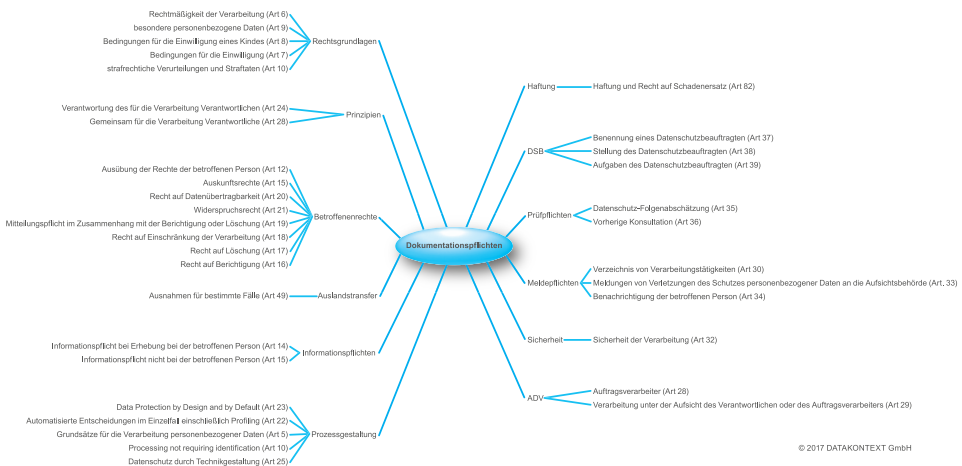 Rechtmäßigkeit der Verarbeitung (Art 6)
besondere personenbezogene Daten (Art 9)
Bedingungen für die Einwilligung eines Kindes (Art 8)
Bedingungen für die Einwilligung (Art 7)
strafrechtiche Verurteilungen und Straftaten (Art 10)
Rechtsgrundlagen
Verantwortung des für die Verarbeitung Verantwortlichen (Art 24)
Gemeinsam für die Verarbeitung Verantwortliche (Art 28)
Prinzipien
Ausübung der Rechte der betroffenen Person (Art 12)
Auskunftsrechte (Art 15)
Recht auf Datenübertragbarkeit (Art 20)
Widerspruchsrecht (Art 21)
Mitteilungspflicht im Zusammenhang mit der Berichtigung oder Löschung (Art 19)
Recht auf Einschränkung der Verarbeitung (Art 18)
Recht auf Löschung (Art 17)
Recht auf Berichtigung (Art 16)
Betroffenenrechte
Ausnahmen für bestimmte Fälle (Art 49)
Auslandstransfer
Informationspflicht bei Erhebung bei der betroffenen Person (Art 14)
Informationspflicht nicht bei der betroffenen Person (Art 15)
Informationspflichten
Data Protection by Design and by Default (Art 23)
Automatisierte Entscheidungen im Einzelfall einschließlich Profiling (Art 22)
Grundsätze für die Verarbeitung personenbezogener Daten (Art 5)
Processing not requiring identification (Art 10)
Datenschutz durch Technikgestaltung (Art 25)
Prozessgestaltung
Dokumentationspflichten
Haftung
Haftung und Recht auf Schadenersatz (Art 82)
DSB
Benennung eines Datenschutzbeauftragten (Art 37)
Stellung des Datenschutzbeauftragten (Art 38)
Aufgaben des Datenschutzbeauftragten (Art 39)
Prüfpflichten
Datenschutz-Folgenabschätzung (Art 35)
Vorherige Konsultation (Art 36)
Meldepflichten
Verzeichnis von Verarbeitungstätigkeiten (Art 30)
Meldungen von Verletzungen des Schutzes personenbezogener Daten an die Aufsichtsbehörde (Art, 33)
Benachrichtigung der betroffenen Person (Art 34)
Sicherheit
Sicherheit der Verarbeitung (Art 32)
ADV
Auftragsverarbeiter (Art 28)
Verarbeitung unter der Aufsicht des Verantwortlichen oder des Auftragsverarbeiters (Art 29)
© 2017 DATAKONTEXT GmbH